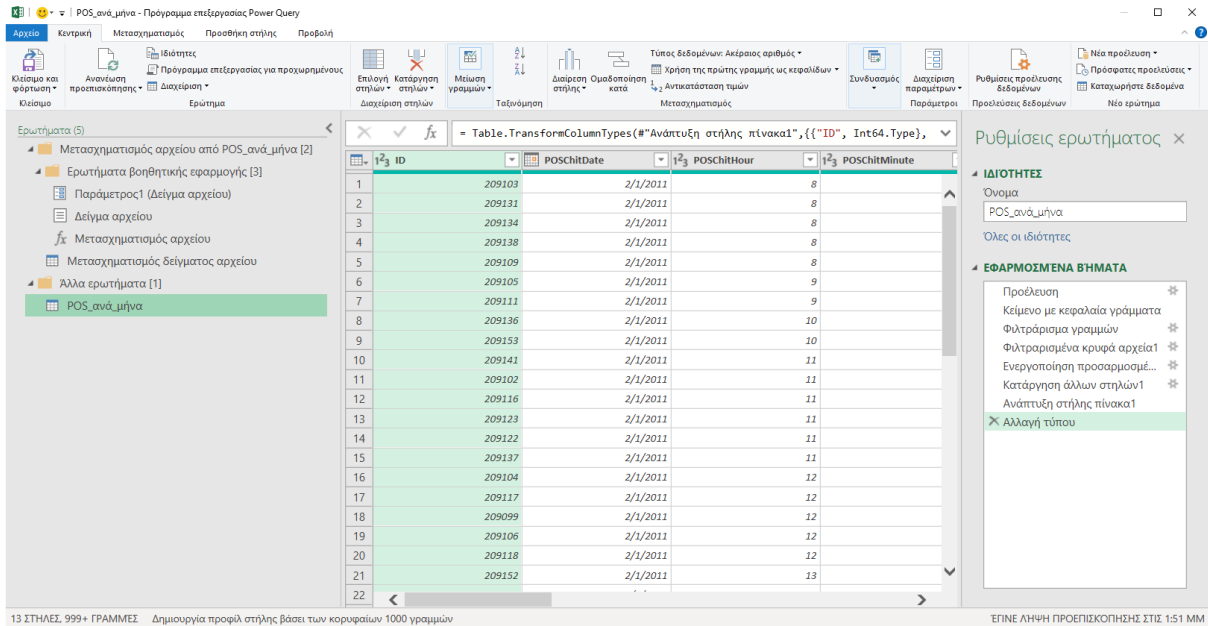 POS_ανά_μήνα - Πρόγραμμα επεξεργασίας Power Query
Αρχείο Κεντρική Μετασχηματισμός Προσθήκη στήλης Προβολή
Κλείσιμο και φόρτωση
Κλείσιμο
Ανανέωση προεπισκόπησης
Ιδιότητες
Πρόγραμμα επεξεργασίας για προχωρημένους
Διαχείριση
Ερώτημα
Επιλογή στηλών
Κατάργηση στηλών
Διαχείριση στηλών
Μείωση γραμμών
Ταξινόμηση
Διαίρεση στήλης
Ομαδοποίηση κατά
Τύπος δεδομένων: Ακέραιος αριθμός
Χρήση της πρώτης γραμμής ως κεφαλίδων
Αντικατάσταση τιμών
Μετασχηματισμός
Συνδυασμός
Διαχείριση παραμέτρων
Παράμετροι
Ρυθμίσεις προέλευσης δεδομένων
Προελεύσεις δεδομένων
Νέα προέλευση
Πρόσφατες προελεύσεις
Καταχωρήστε δεδομένα
Νέο ερώτημα
Ερωτήματα (5)
Μετασχηματισμός αρχείου από POS_ανά_μήνα [2]
Ερωτήματα βοηθητικής εφαρμογής [3]
Παράμετρος1 (Δείγμα αρχείου)
Δείγμα αρχείου
fx Μετασχηματισμός αρχείου
Μετασχηματισμός δείγματος αρχείου
Άλλα ερωτήματα [1]
POS_ανά_μήνα
fx = Table.TransformColumnTypes(#"Ανάπτυξη στήλης πίνακα1",{{"ID", Int64.Type},
ID POSChitDate POSChitHour POSChitMinute
1 209103 2/1/2011 8
2 209131 2/1/2011 8
3 209134 2/1/2011 8
4 209138 2/1/2011 8
5 209109 2/1/2011 8
6 209105 2/1/2011 9
7 209111 2/1/2011 9
8 209136 2/1/2011 10
9 209153 2/1/2011 10
10 209141 2/1/2011 11
11 209102 2/1/2011 11
12 209116 2/1/2011 11
13 209123 2/1/2011 11
14 209122 2/1/2011 11
15 209137 2/1/2011 11
16 209104 2/1/2011 12
17 209117 2/1/2011 12
18 209099 2/1/2011 12
19 209106 2/1/2011 12
20 209118 2/1/2011 12
21 209152 2/1/2011 13
22
Ρυθμίσεις ερωτήματος
ΙΔΙΌΤΗΤΕΣ
Όνομα
POS_ανά_μήνα
Όλες οι ιδιότητες
ΕΦΑΡΜΟΣΜΈΝΑ ΒΉΜΑΤΑ
Προέλευση
Κείμενο με κεφαλαία γράμματα
Φιλτράρισμα γραμμών
Φιλτραρισμένα κρυφά αρχεία1
Ενεργοποίηση προσαρμοσμέ...
Κατάργηση άλλων στηλών1
Ανάπτυξη στήλης πίνακα1
Αλλαγή τύπου
13 ΣΤΉΛΕΣ, 999+ ΓΡΑΜΜΈΣ Δημιουργία προφίλ στήλης βάσει των κορυφαίων 1000 γραμμών
ΈΓΙΝΕ ΛΉΨΗ ΠΡΟΕΠΙΣΚΌΠΗΣΗΣ ΣΤΙΣ 1:51 ΜΜ